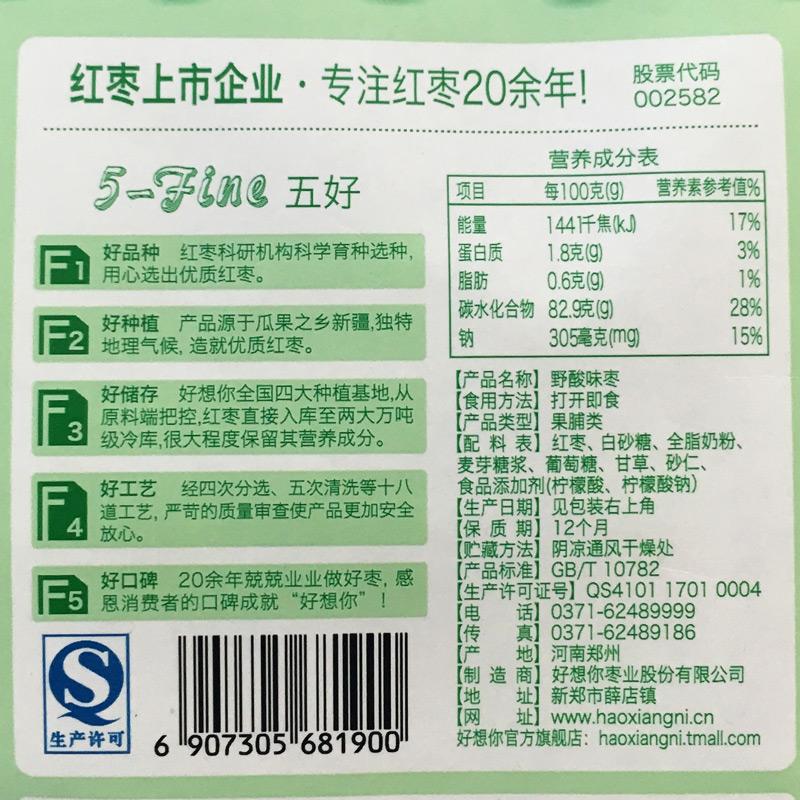 红枣上市企业·专注红枣20余年!
股票代码
002582
5-Fine 五好
F1 好品种 红枣科研机构科学育种选种,
用心选出优质红枣。
F2 好种植 产品源于瓜果之乡新疆,独特
地理气候, 造就优质红枣。
F3 好储存 好想你全国四大种植基地,从
原料端把控,红枣直接入库至两大万吨
级冷库,很大程度保留其营养成分。
F4 好工艺 经四次分选、五次清洗等十八
道工艺, 严苛的质量审查使产品更加安全
放心。
F5 好口碑 20余年兢兢业业做好枣, 感
恩消费者的口碑成就“好想你”!
生产许可
6 907305 681900
营养成分表
项目 每100克(g) 营养素参考值%
能量 1441千焦(kJ) 17%
蛋白质 1.8克(g) 3%
脂肪 0.6克(g) 1%
碳水化合物 82.9克(g) 28%
钠 305毫克(mg) 15%
【产品名称】野酸味枣
【食用方法】打开即食
【产品类型】果脯类
【配 料 表】红枣、白砂糖、全脂奶粉、
麦芽糖浆、葡萄糖、甘草、砂仁、
食品添加剂(柠檬酸、柠檬酸钠)
【生产日期】见包装右上角
【保 质 期】12个月
【贮藏方法】阴凉通风干燥处
【产品标准】GB/T 10782
【生产许可证号】QS4101 1701 0004
【电 话】0371-62489999
【传 真】0371-62489186
【产 地】河南郑州
【制 造 商】好想你枣业股份有限公司
【地 址】新郑市薛店镇
【网 址】www.haoxiangni.cn
好想你官方旗舰店: haoxiangni.tmall.com